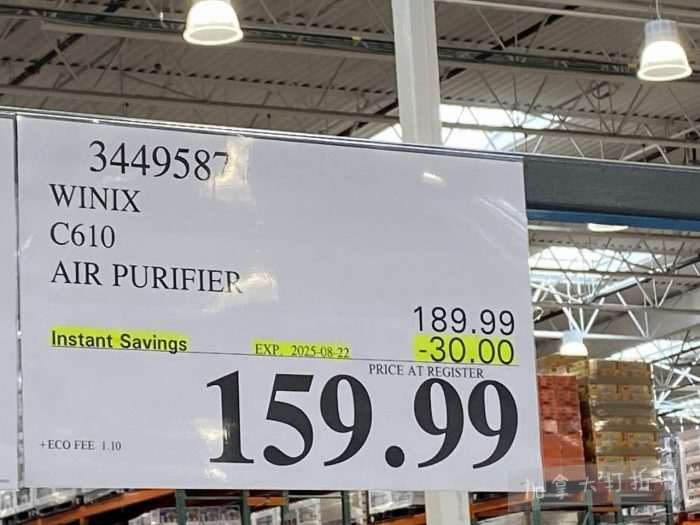 3449587
WINIX
C610
AIR PURIFIER
189.99
Instant Savings EXP. 2025-08-22 -30.00
PRICE AT REGISTER
159.99
+ECO FEE 1.10
加拿大打折